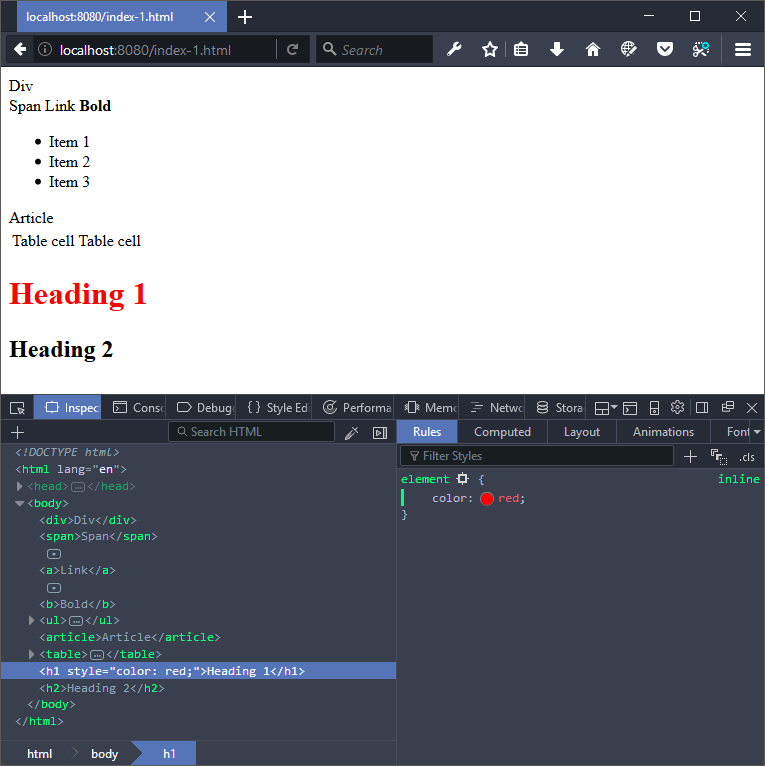 localhost:8080/index-1.html
localhost:8080/index-1.html
Search
Div
Span Link Bold
Item 1
Item 2
Item 3
Article
Table cell Table cell
Heading 1
Heading 2
Inspec
Cons
Debug
Style Edi
Performa
Memo
Netwo
Stora
Search HTML
<!DOCTYPE html>
<html lang="en">
<head>…</head>
<body>
<div>Div</div>
<span>Span</span>
<a>Link</a>
<b>Bold</b>
<ul>…</ul>
<article>Article</article>
<table>…</table>
<h1 style="color: red;">Heading 1</h1>
<h2>Heading 2</h2>
</body>
</html>
html
body
h1
Rules
Computed
Layout
Animations
Font
Filter Styles
.cls
element {
inline
color: red;
}